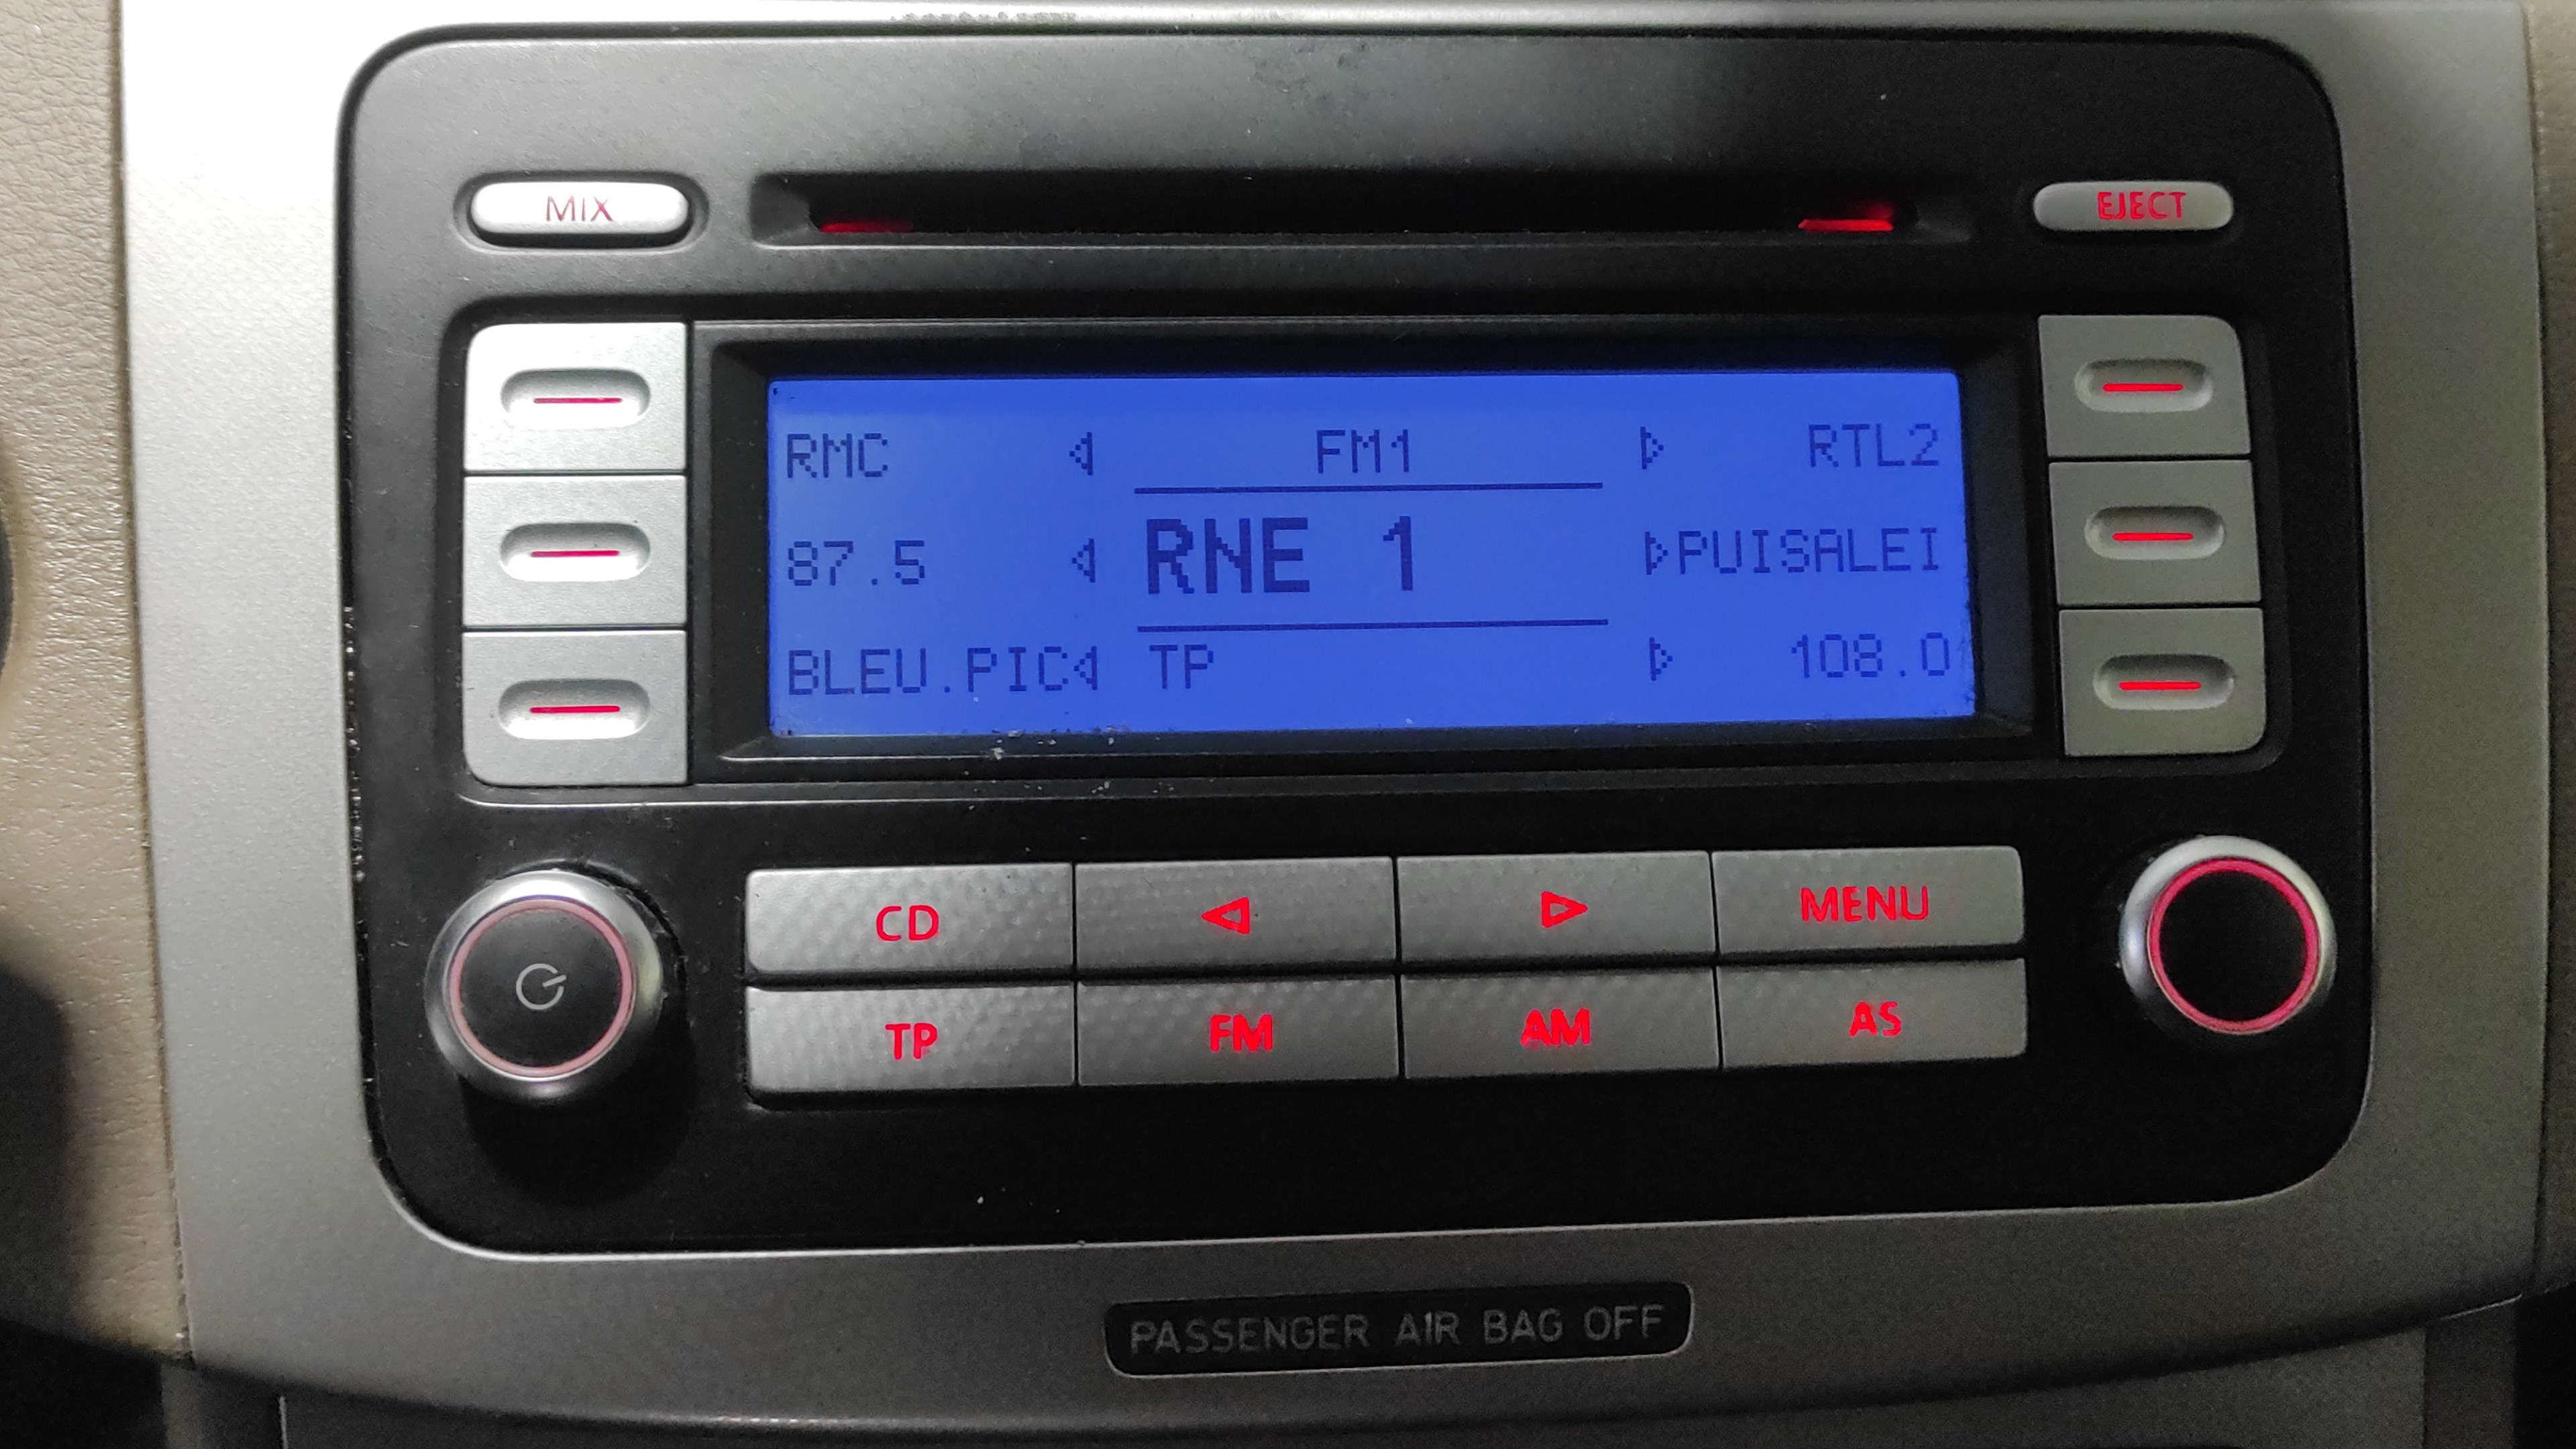 MIX EJECT
RMC FM1 RTL2
87.5 RNE 1 PUISALEI
BLEU.PIC TP 108.0
CD MENU
TP FM AM AS
PASSENGER AIR BAG OFF